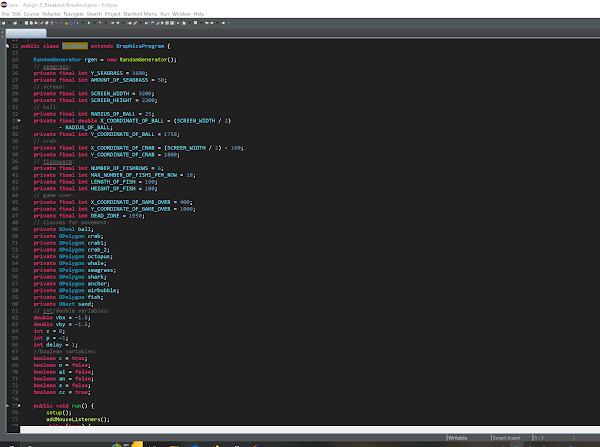 Java - Assign-5_Breakout/Breakout.java - Eclipse
File Edit Source Refactor Navigate Search Project Stanford Menu Run Window Help
22 public class extends GraphicsProgram {
23
24 RandomGenerator rgen = new RandomGenerator();
25 // seagrass:
26 private final int Y_SEAGRASS = 1600;
27 private final int AMOUNT_OF_SEAGRASS = 50;
28 // screen:
29 private final int SCREEN_WIDTH = 3200;
30 private final int SCREEN_HEIGHT = 2200;
31 // ball:
32 private final int RADIUS_OF_BALL = 25;
33 private final double X_COORDINATE_OF_BALL = (SCREEN_WIDTH / 2)
34 - RADIUS_OF_BALL;
35 private final int Y_COORDINATE_OF_BALL = 1750;
36 // crab
37 private final int X_COORDINATE_OF_CRAB = (SCREEN_WIDTH / 2) - 100;
38 private final int Y_COORDINATE_OF_CRAB = 1800;
39 // fishswarm:
40 private final int NUMBER_OF_FISHROWS = 6;
41 private final int MAX_NUMBER_OF_FISHS_PER_ROW = 18;
42 private final int LENGTH_OF_FISH = 160;
43 private final int HEIGHT_OF_FISH = 100;
44 // game over:
45 private final int X_COORDINATE_OF_GAME_OVER = 400;
46 private final int Y_COORDINATE_OF_GAME_OVER = 1000;
47 private final int DEAD_ZONE = 1950;
48 // classes for movement:
49 private GOval ball;
50 private GPolygon crab;
51 private GPolygon crab1;
52 private GPolygon crab_2;
53 private GPolygon octopus;
54 private GPolygon whale;
55 private GPolygon seagrass;
56 private GPolygon shark;
57 private GPolygon anchor;
58 private GPolygon airbubble;
59 private GPolygon fish;
60 private GRect sand;
61 // int/double variables:
62 double vbx = -1.5;
63 double vby = -1.5;
64 int z = 0;
65 int p = -1;
66 int delay = 1;
67 //boolean variables:
68 boolean c = true;
69 boolean o = false;
70 boolean ai = false;
71 boolean an = false;
72 boolean s = false;
73 boolean cc = true;
74
75 public void run() {
76 setup();
77 addMouseListeners();
Writable Smart Insert 1 : 1